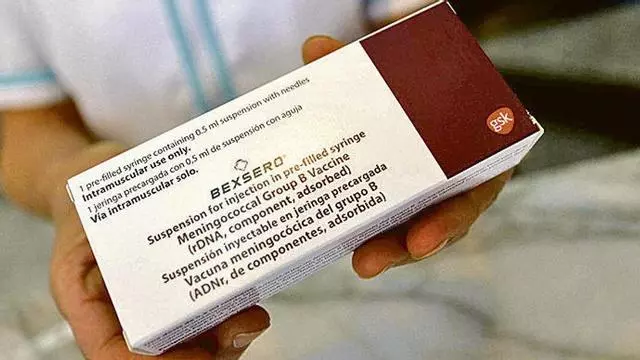 1 pre-filled syringe containing 0.5 ml suspension with needles
Intramuscular use only.
1 jeringa precargada con 0.5 ml de suspensión con aguja
Vía intramuscular solo.
BEXSERO
Suspension for injection in pre-filled syringe
Meningococcal Group B Vaccine
(rDNA, component, adsorbed)
Suspensión inyectable en jeringa precargada
Vacuna meningocócica del grupo B
(ADNr, de componentes, adsorbida)
gsk